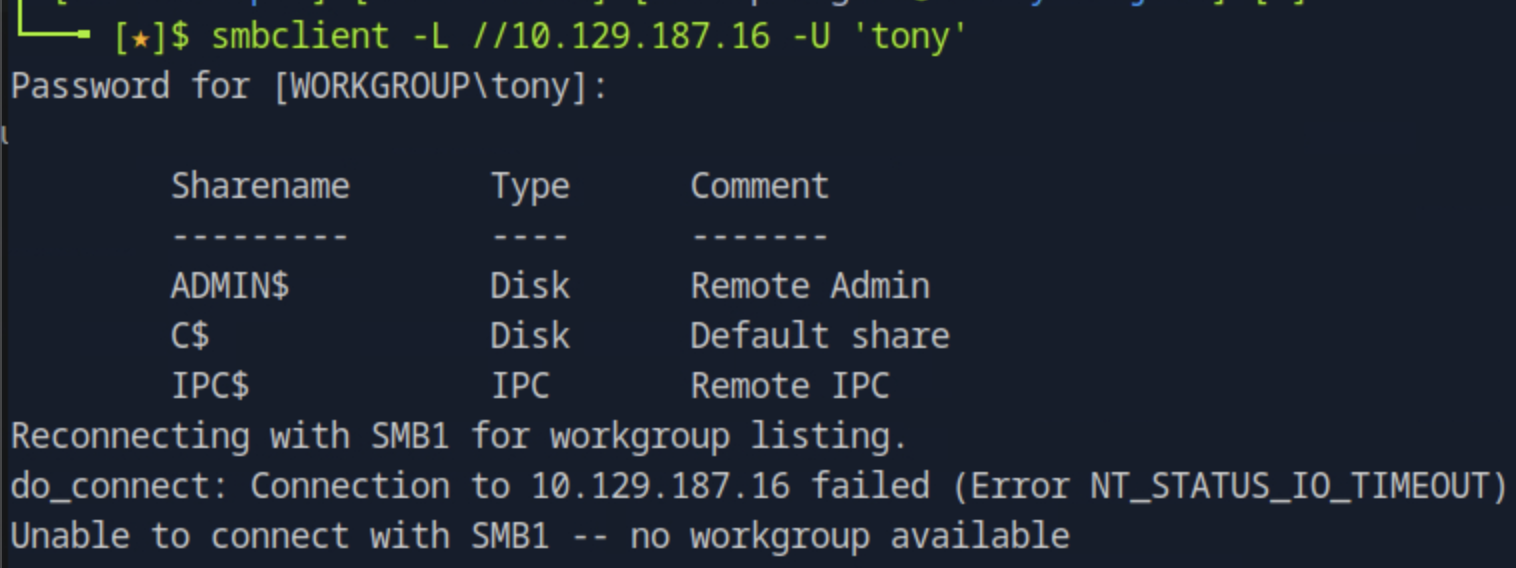 [★]$ smbclient -L //10.129.187.16 -U 'tony'
Password for [WORKGROUP\tony]:
Sharename Type Comment
--------- ---- -------
ADMIN$ Disk Remote Admin
C$ Disk Default share
IPC$ IPC Remote IPC
Reconnecting with SMB1 for workgroup listing.
do_connect: Connection to 10.129.187.16 failed (Error NT_STATUS_IO_TIMEOUT)
Unable to connect with SMB1 -- no workgroup available